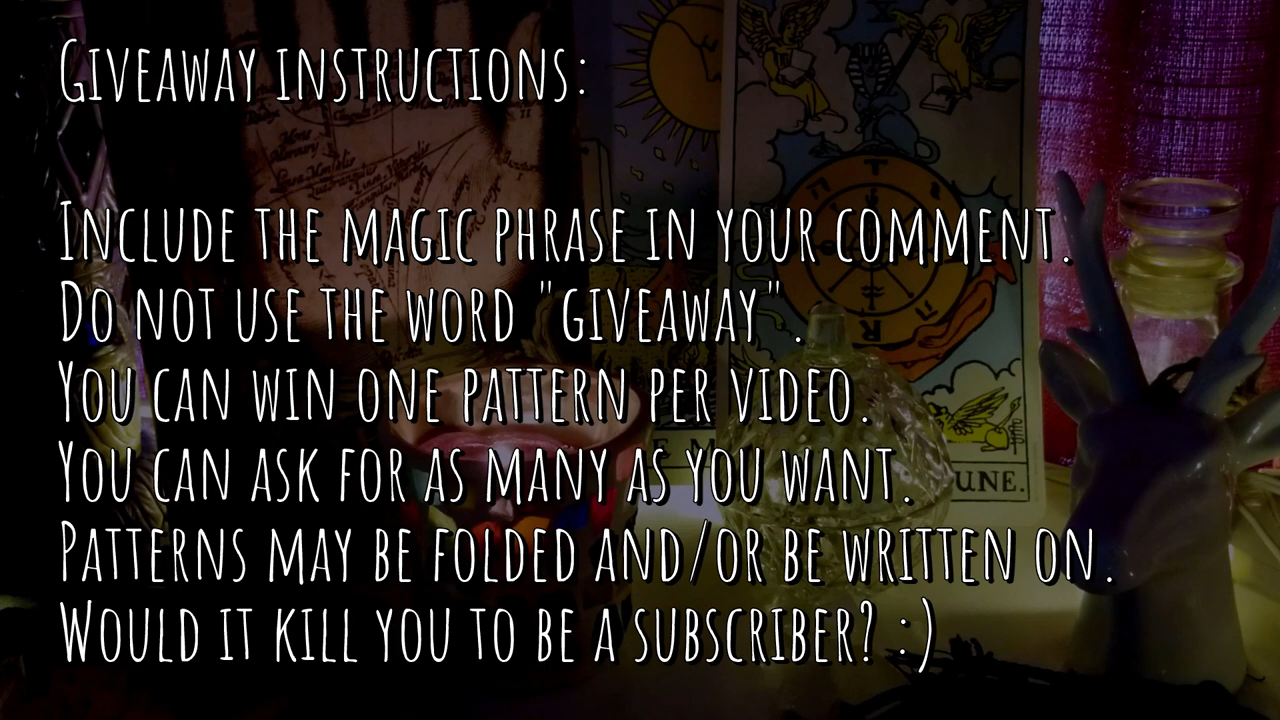 Giveaway instructions:
Include the magic phrase in your comment.
Do not use the word "giveaway".
You can win one pattern per video.
You can ask for as many as you want.
Patterns may be folded and/or be written on.
Would it kill you to be a subscriber? :)
X
UNE.